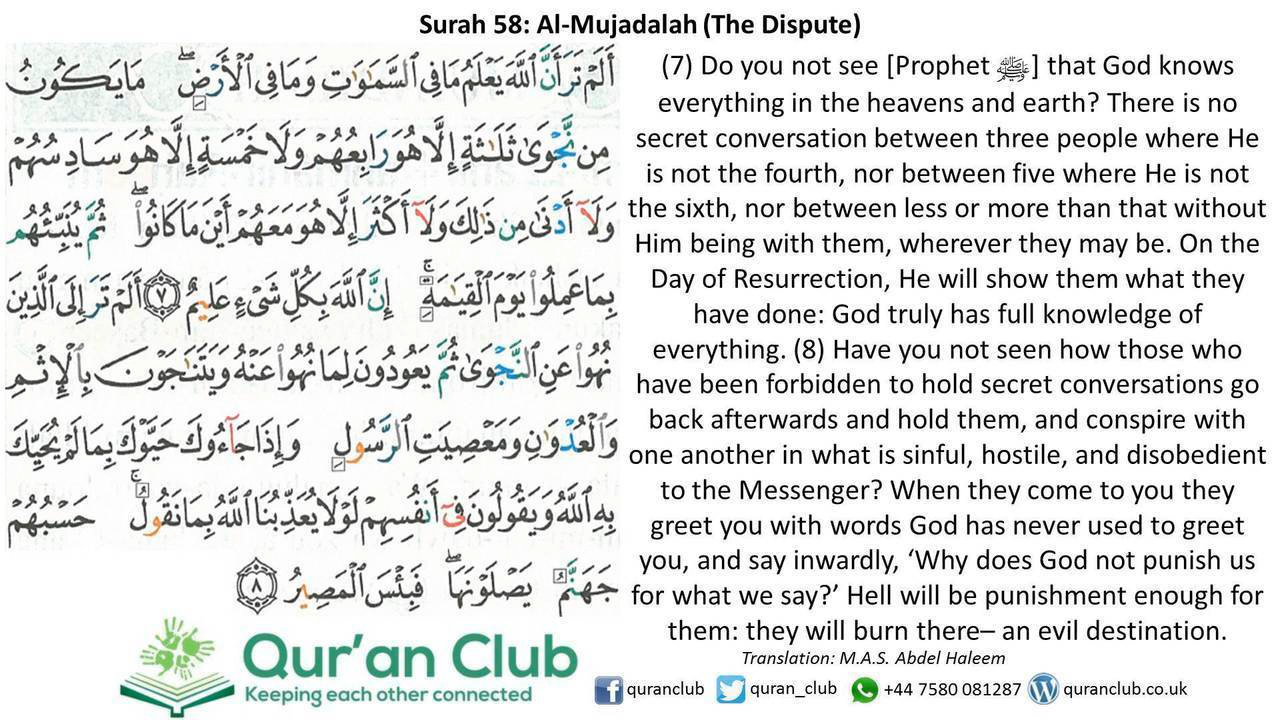 Surah 58: Al-Mujadalah (The Dispute)
أَلَمْ تَرَ أَنَّ ٱللَّهَ يَعْلَمُ مَا فِى ٱلسَّمَـٰوَٰتِ وَمَا فِى ٱلْأَرْضِ ۖ مَا يَكُونُ
مِن نَّجْوَىٰ ثَلَـٰثَةٍ إِلَّا هُوَ رَابِعُهُمْ وَلَا خَمْسَةٍ إِلَّا هُوَ سَادِسُهُمْ
وَلَآ أَدْنَىٰ مِن ذَٰلِكَ وَلَآ أَكْثَرَ إِلَّا هُوَ مَعَهُمْ أَيْنَ مَا كَانُوا۟ ۖ ثُمَّ يُنَبِّئُهُم
بِمَا عَمِلُوا۟ يَوْمَ ٱلْقِيَـٰمَةِ ۚ إِنَّ ٱللَّهَ بِكُلِّ شَىْءٍ عَلِيمٌ ٧ أَلَمْ تَرَ إِلَى ٱلَّذِينَ
نُهُوا۟ عَنِ ٱلنَّجْوَىٰ ثُمَّ يَعُودُونَ لِمَا نُهُوا۟ عَنْهُ وَيَتَنَـٰجَوْنَ بِٱلْإِثْمِ
وَٱلْعُدْوَٰنِ وَمَعْصِيَتِ ٱلرَّسُولِ وَإِذَا جَآءُوكَ حَيَّوْكَ بِمَا لَمْ يُحَيِّكَ
بِهِ ٱللَّهُ وَيَقُولُونَ فِىٓ أَنفُسِهِمْ لَوْلَا يُعَذِّبُنَا ٱللَّهُ بِمَا نَقُولُ ۚ حَسْبُهُمْ
جَهَنَّمُ يَصْلَوْنَهَا ۖ فَبِئْسَ ٱلْمَصِيرُ ٨
(7) Do you not see [Prophet ﷺ] that God knows
everything in the heavens and earth? There is no
secret conversation between three people where He
is not the fourth, nor between five where He is not
the sixth, nor between less or more than that without
Him being with them, wherever they may be. On the
Day of Resurrection, He will show them what they
have done: God truly has full knowledge of
everything. (8) Have you not seen how those who
have been forbidden to hold secret conversations go
back afterwards and hold them, and conspire with
one another in what is sinful, hostile, and disobedient
to the Messenger? When they come to you they
greet you with words God has never used to greet
you, and say inwardly, ‘Why does God not punish us
for what we say?’ Hell will be punishment enough for
them: they will burn there– an evil destination.
Translation: M.A.S. Abdel Haleem
Qur’an Club
Keeping each other connected
quranclub quran_club +44 7580 081287 quranclub.co.uk